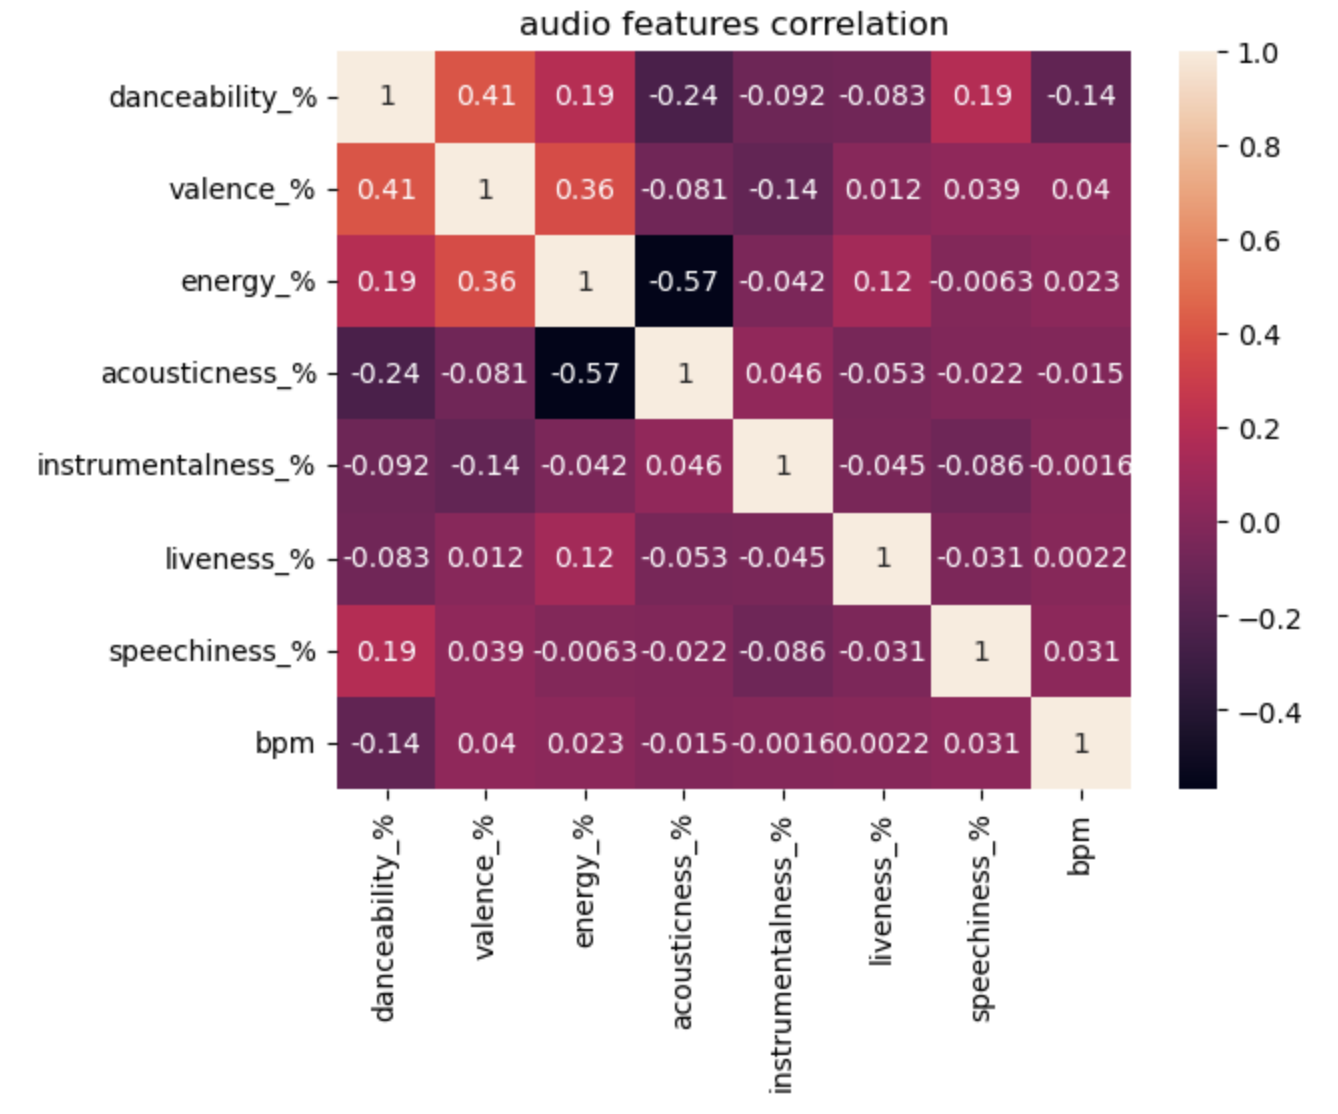 audio features correlation
danceability_% 1 0.41 0.19 -0.24 -0.092 -0.083 0.19 -0.14
valence_% 0.41 1 0.36 -0.081 -0.14 0.012 0.039 0.04
energy_% 0.19 0.36 1 -0.57 -0.042 0.12 -0.0063 0.023
acousticness_% -0.24 -0.081 -0.57 1 0.046 -0.053 -0.022 -0.015
instrumentalness_% -0.092 -0.14 -0.042 0.046 1 -0.045 -0.086 -0.0016
liveness_% -0.083 0.012 0.12 -0.053 -0.045 1 -0.031 0.0022
speechiness_% 0.19 0.039 -0.0063 -0.022 -0.086 -0.031 1 0.031
bpm -0.14 0.04 0.023 -0.015 -0.0016 0.0022 0.031 1
danceability_%
valence_%
energy_%
acousticness_%
instrumentalness_%
liveness_%
speechiness_%
bpm
1.0
0.8
0.6
0.4
0.2
0.0
−0.2
−0.4